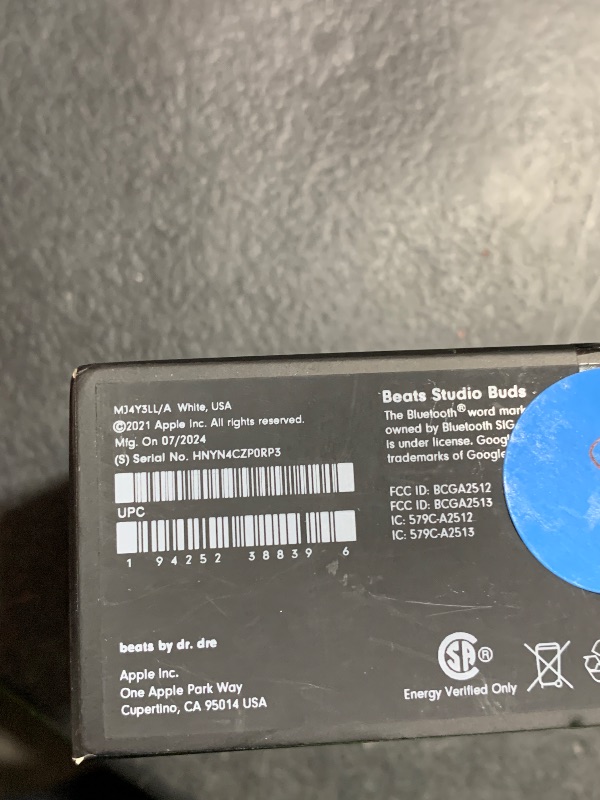 MJ4Y3LL/A White, USA
©2021 Apple Inc. All rights reserved.
Mfg. On 07/2024
(S) Serial No. HNYN4CZP0RP3
UPC
1 94252 38839 6
beats by dr. dre
Apple Inc.
One Apple Park Way
Cupertino, CA 95014 USA
Beats Studio Buds -
The Bluetooth® word mark
owned by Bluetooth SIG
is under license. Googl
trademarks of Google
FCC ID: BCGA2512
FCC ID: BCGA2513
IC: 579C-A2512
IC: 579C-A2513
SA®
Energy Verified Only